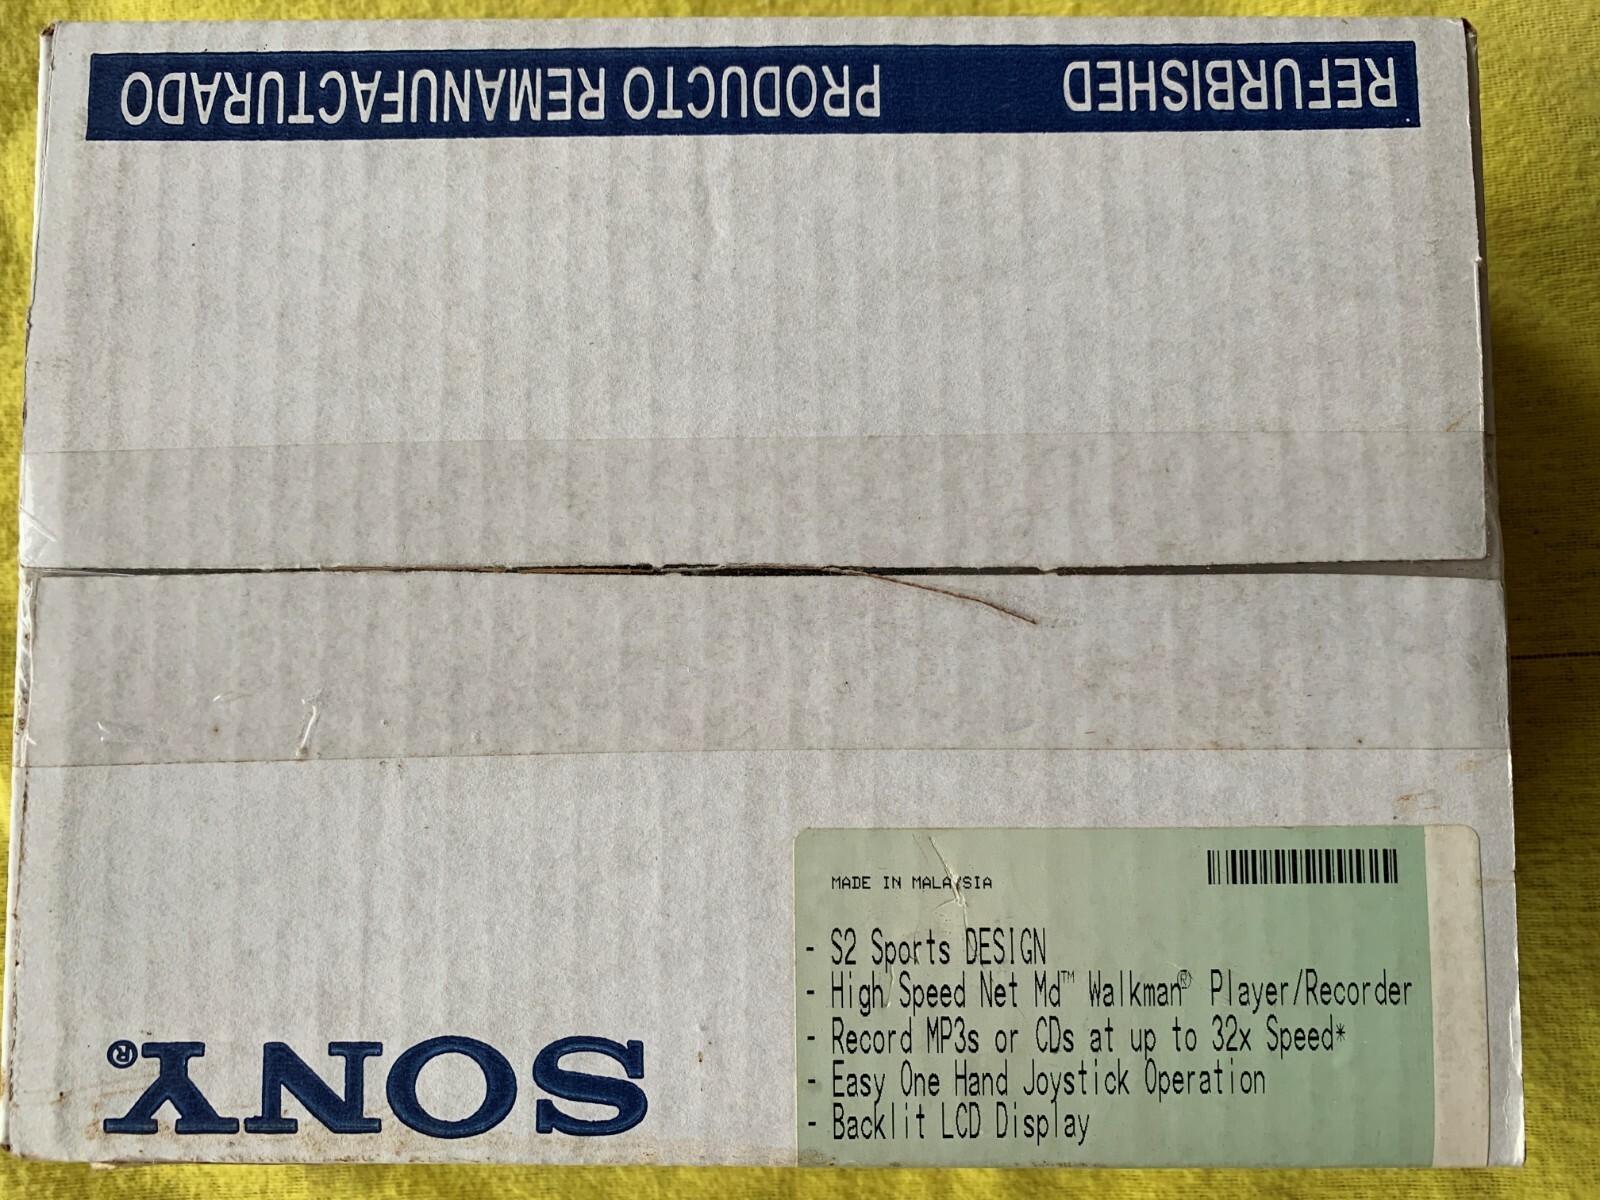 REFURBISHED PRODUCTO REMANUFACTURADO
SONY®
MADE IN MALAYSIA
- S2 Sports DESIGN
- High Speed Net Md™ Walkman® Player/Recorder
- Record MP3s or CDs at up to 32x Speed*
- Easy One Hand Joystick Operation
- Backlit LCD Display